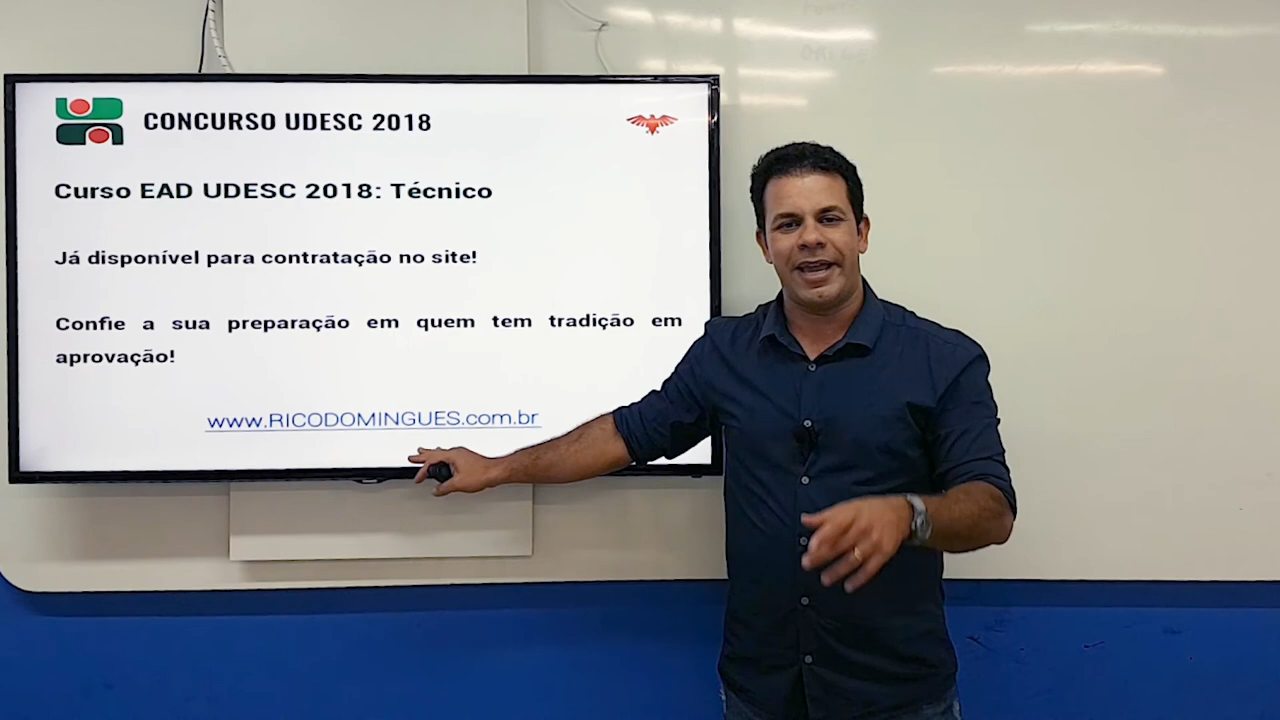 CONCURSO UDESC 2018
Curso EAD UDESC 2018: Técnico
Já disponível para contratação no site!
Confie a sua preparação em quem tem tradição em
aprovação!
www.RICODOMINGUES.com.br